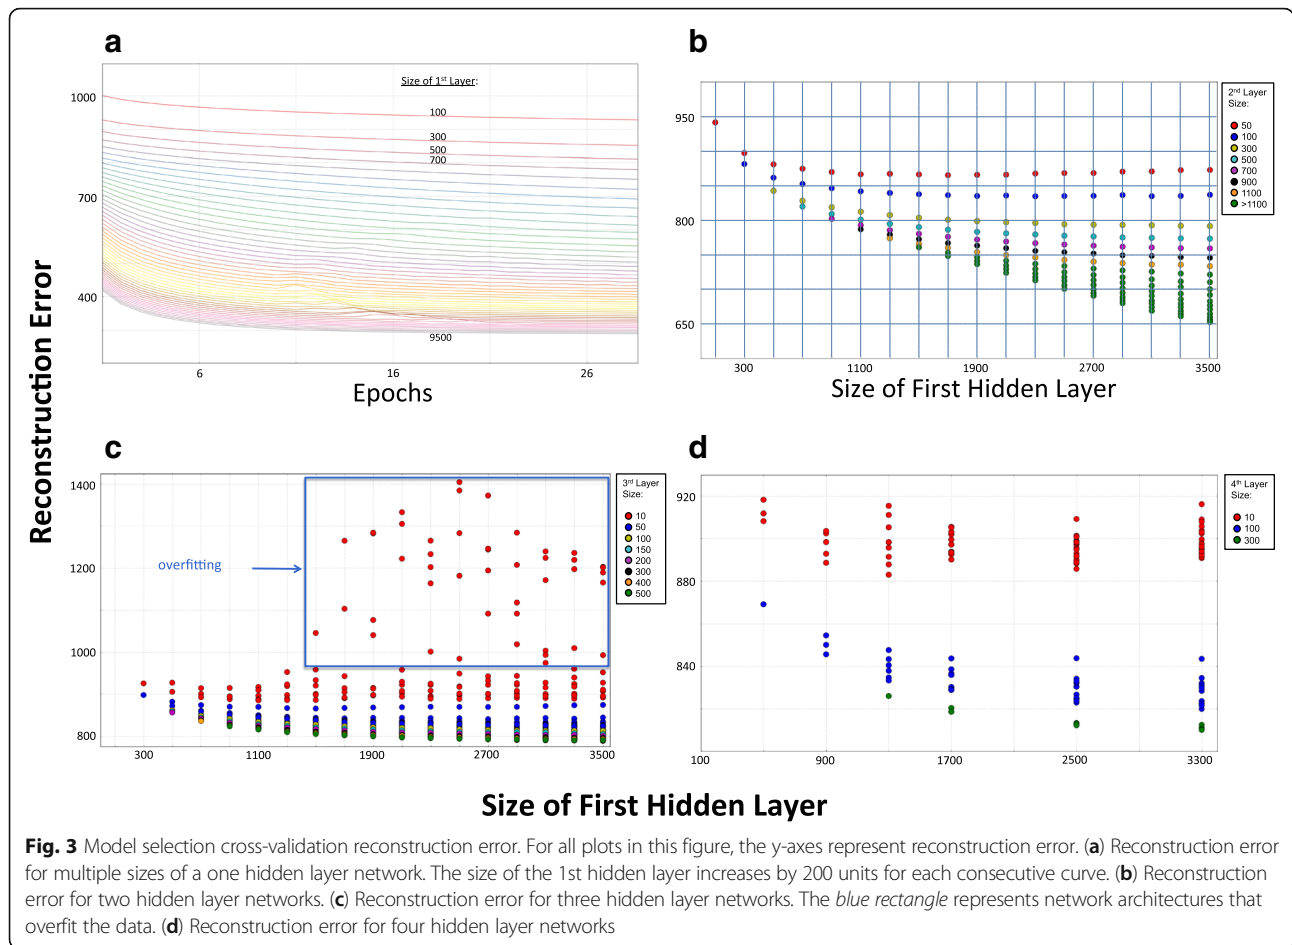 a
Size of 1st Layer:
1000
100
300
500
700
700
400
9500
6
16
26
Epochs
Reconstruction Error
b
950
800
650
300
1100
1900
2700
3500
Size of First Hidden Layer
2nd Layer
Size:
50
100
300
500
700
900
1100
>1100
c
1400
1200
1000
800
overfitting
300
1100
1900
2700
3500
3rd Layer
Size:
10
50
100
150
200
300
400
500
d
920
880
840
100
900
1700
2500
3300
4th Layer
Size:
10
100
300
Size of First Hidden Layer
Fig. 3 Model selection cross-validation reconstruction error. For all plots in this figure, the y-axes represent reconstruction error. (a) Reconstruction error
for multiple sizes of a one hidden layer network. The size of the 1st hidden layer increases by 200 units for each consecutive curve. (b) Reconstruction
error for two hidden layer networks. (c) Reconstruction error for three hidden layer networks. The blue rectangle represents network architectures that
overfit the data. (d) Reconstruction error for four hidden layer networks